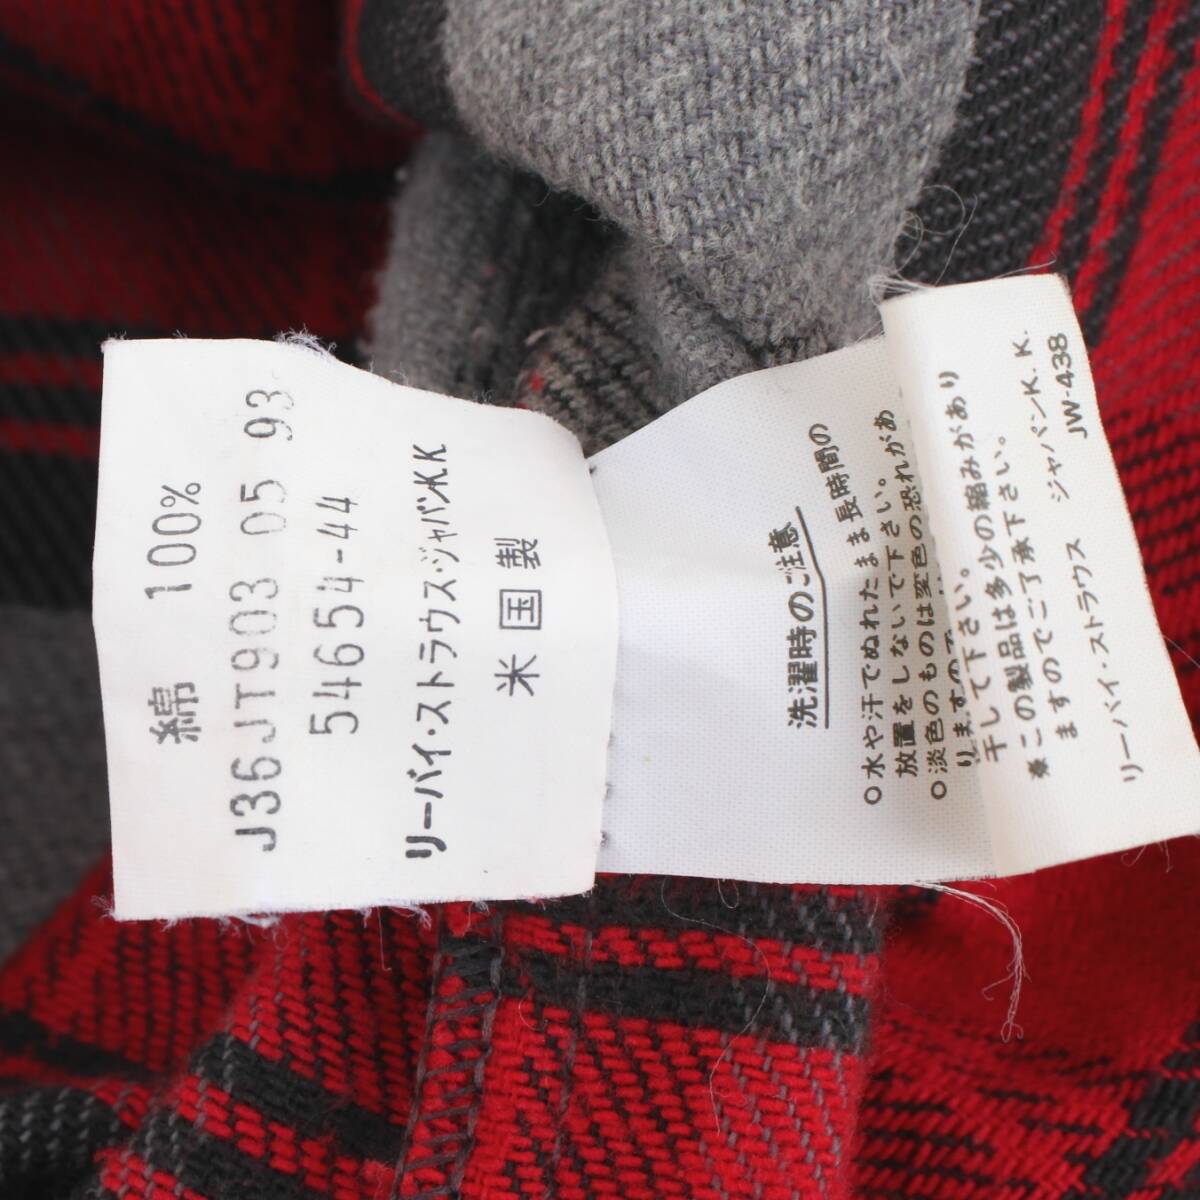 綿 100%
J36JT903 05 93
54654-44
リーバイ・ストラウス・ジャパンK.K
米国製
洗濯時のご注意
○水や汗でぬれたまま長時間の
放置をしないで下さい。
○淡色のものは変色の恐れがあ
りますので
干して下さい。
※この製品は多少の縮みがあり
ますのでご了承下さい。
リーバイ・ストラウス ジャパンK.K.
JW-438